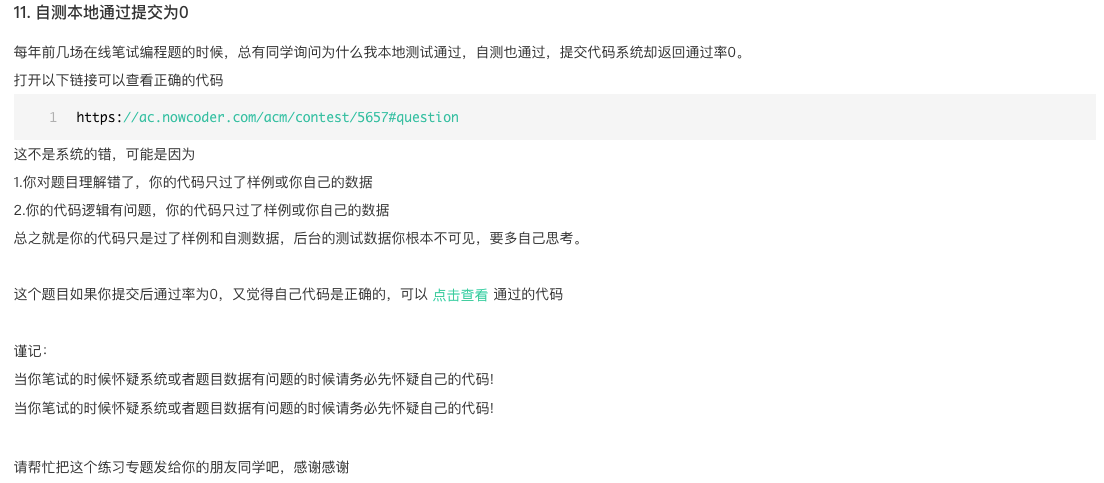 11. 自测本地通过提交为0
每年前几场在线笔试编程题的时候，总有同学询问为什么我本地测试通过，自测也通过，提交代码系统却返回通过率0。
打开以下链接可以查看正确的代码
1 https://ac.nowcoder.com/acm/contest/5657#question
这不是系统的错，可能是因为
1.你对题目理解错了，你的代码只过了样例或你自己的数据
2.你的代码逻辑有问题，你的代码只过了样例或你自己的数据
总之就是你的代码只是过了样例和自测数据，后台的测试数据你根本不可见，要多自己思考。
这个题目如果你提交后通过率为0，又觉得自己代码是正确的，可以 点击查看 通过的代码
谨记：
当你笔试的时候怀疑系统或者题目数据有问题的时候请务必先怀疑自己的代码!
当你笔试的时候怀疑系统或者题目数据有问题的时候请务必先怀疑自己的代码!
请帮忙把这个练习专题发给你的朋友同学吧，感谢感谢